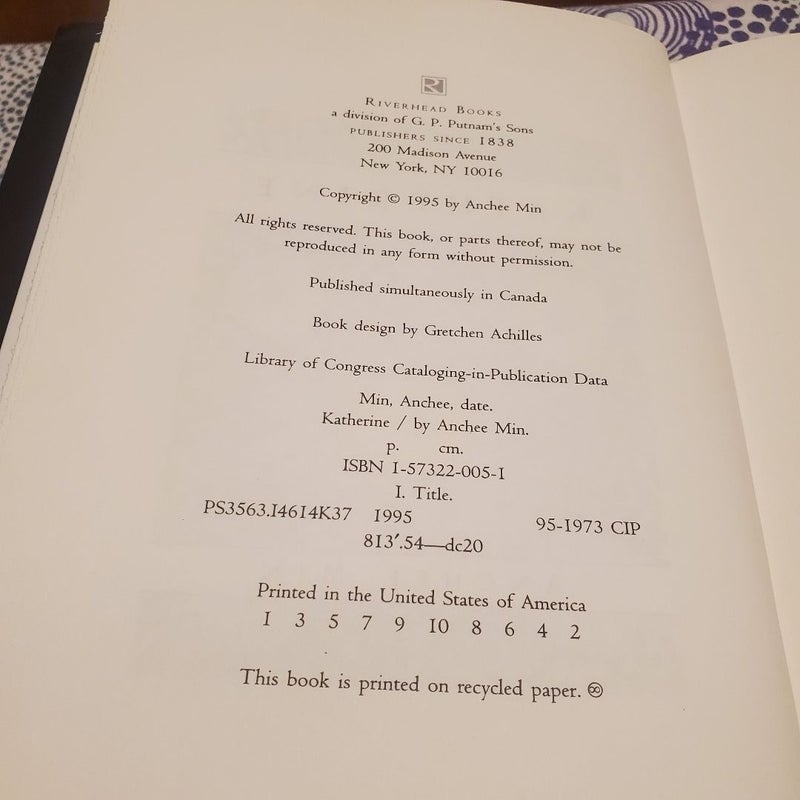 RIVERHEAD BOOKS
a division of G. P. Putnam's Sons
PUBLISHERS SINCE 1838
200 Madison Avenue
New York, NY 10016
Copyright © 1995 by Anchee Min
All rights reserved. This book, or parts thereof, may not be
reproduced in any form without permission.
Published simultaneously in Canada
Book design by Gretchen Achilles
Library of Congress Cataloging-in-Publication Data
Min, Anchee, date.
Katherine / by Anchee Min.
p. cm.
ISBN 1-57322-005-1
I. Title.
PS3563.I4614K37 1995 95-1973 CIP
813'.54—dc20
Printed in the United States of America
1 3 5 7 9 10 8 6 4 2
This book is printed on recycled paper. ♾